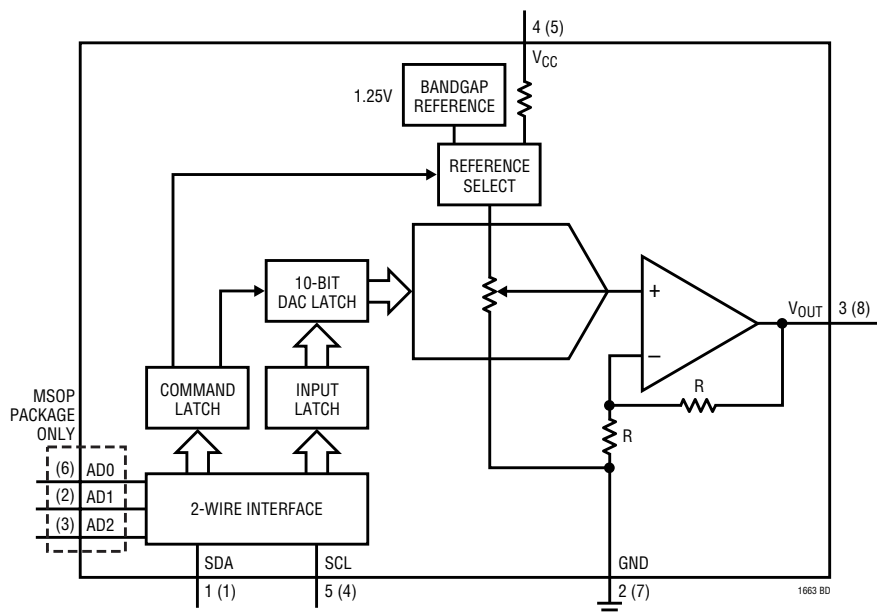 4 (5)
VCC
1.25V
BANDGAP
REFERENCE
REFERENCE
SELECT
10-BIT
DAC LATCH
+
−
VOUT
3 (8)
R
R
COMMAND
LATCH
INPUT
LATCH
MSOP
PACKAGE
ONLY
(6) AD0
(2) AD1
(3) AD2
2-WIRE INTERFACE
SDA
SCL
GND
1 (1)
5 (4)
2 (7)
1663 BD